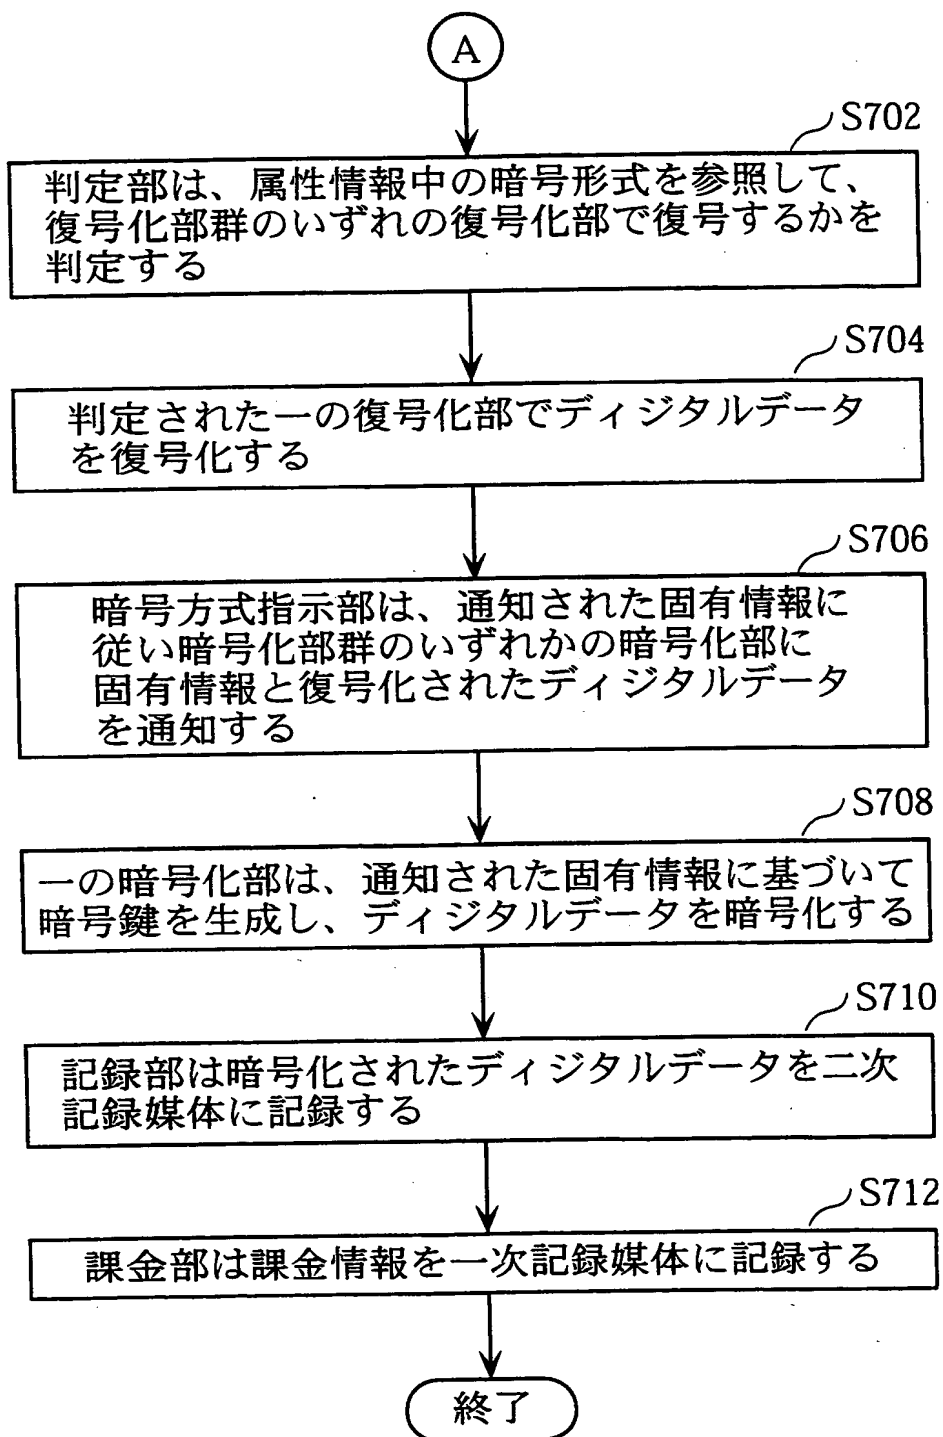 A
S702
判定部は、属性情報中の暗号形式を参照して、
復号化部群のいずれの復号化部で復号するかを
判定する
S704
判定された一の復号化部でディジタルデータ
を復号化する
S706
暗号方式指示部は、通知された固有情報に
従い暗号化部群のいずれかの暗号化部に
固有情報と復号化されたディジタルデータ
を通知する
S708
一の暗号化部は、通知された固有情報に基づいて
暗号鍵を生成し、ディジタルデータを暗号化する
S710
記録部は暗号化されたディジタルデータを二次
記録媒体に記録する
S712
課金部は課金情報を一次記録媒体に記録する
終了